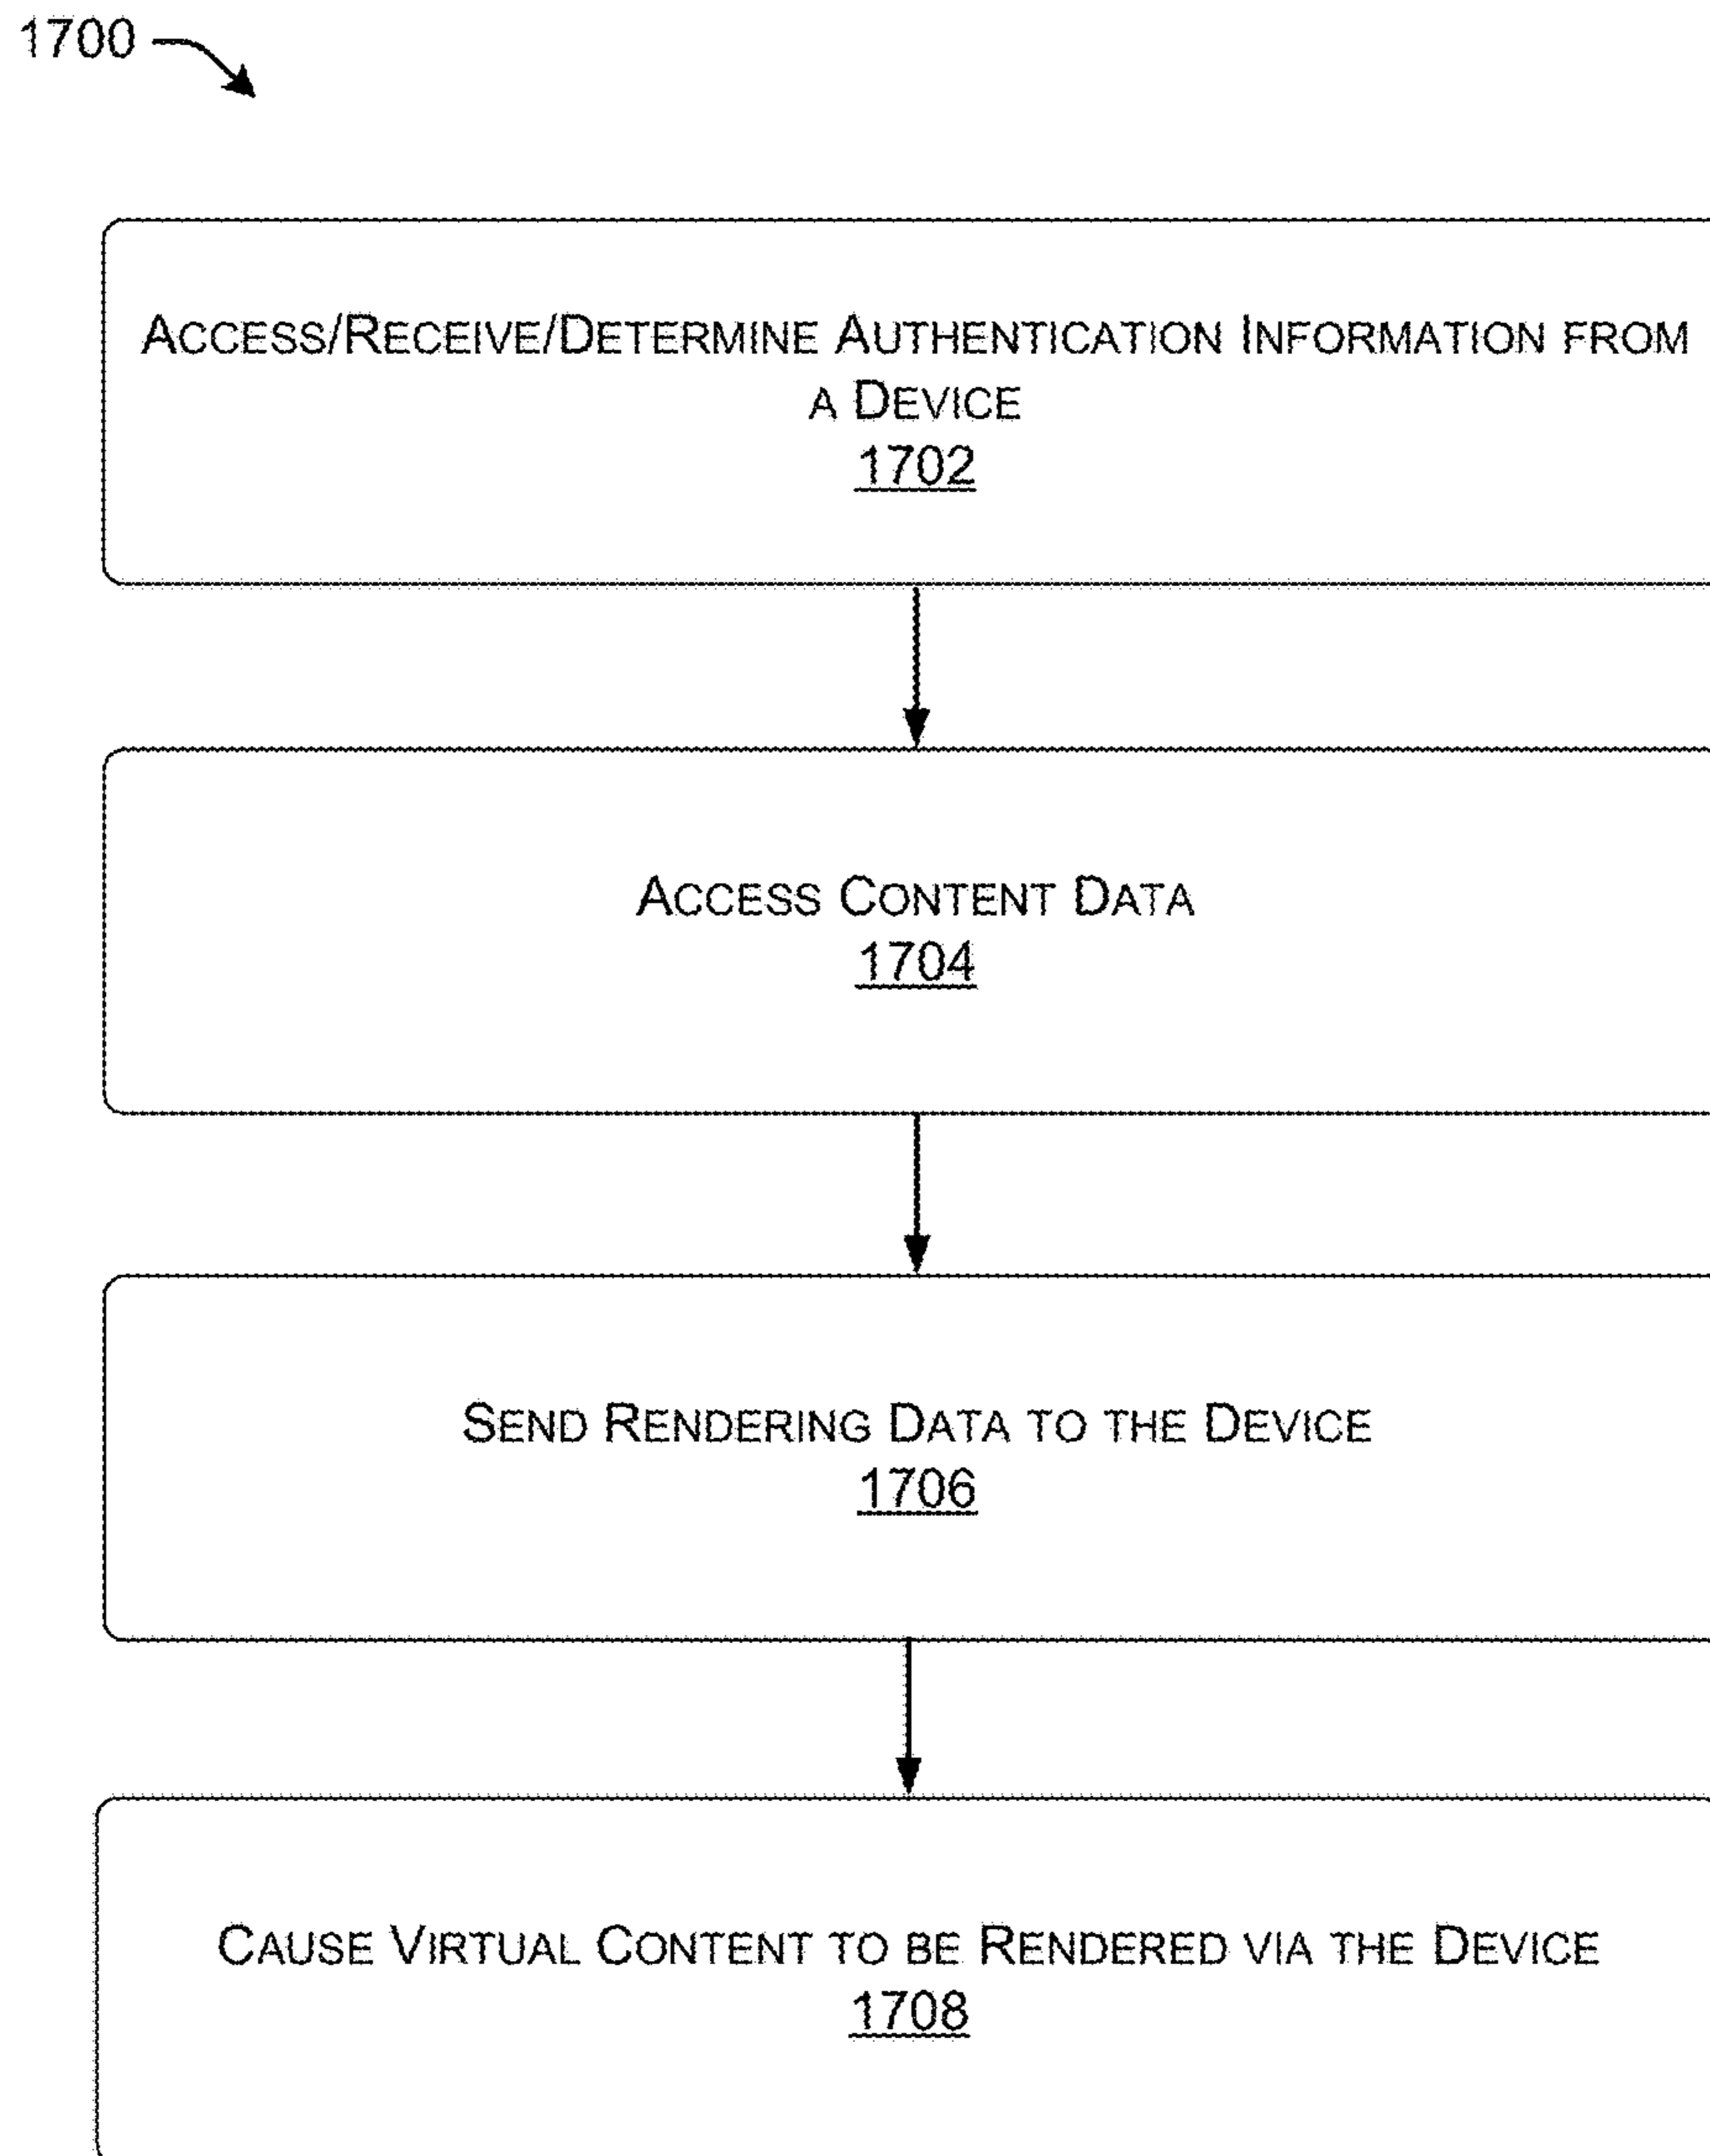 1700
ACCESS/RECEIVE/DETERMINE AUTHENTICATION INFORMATION FROM
A DEVICE
1702
ACCESS CONTENT DATA
1704
SEND RENDERING DATA TO THE DEVICE
1706
CAUSE VIRTUAL CONTENT TO BE RENDERED VIA THE DEVICE
1708